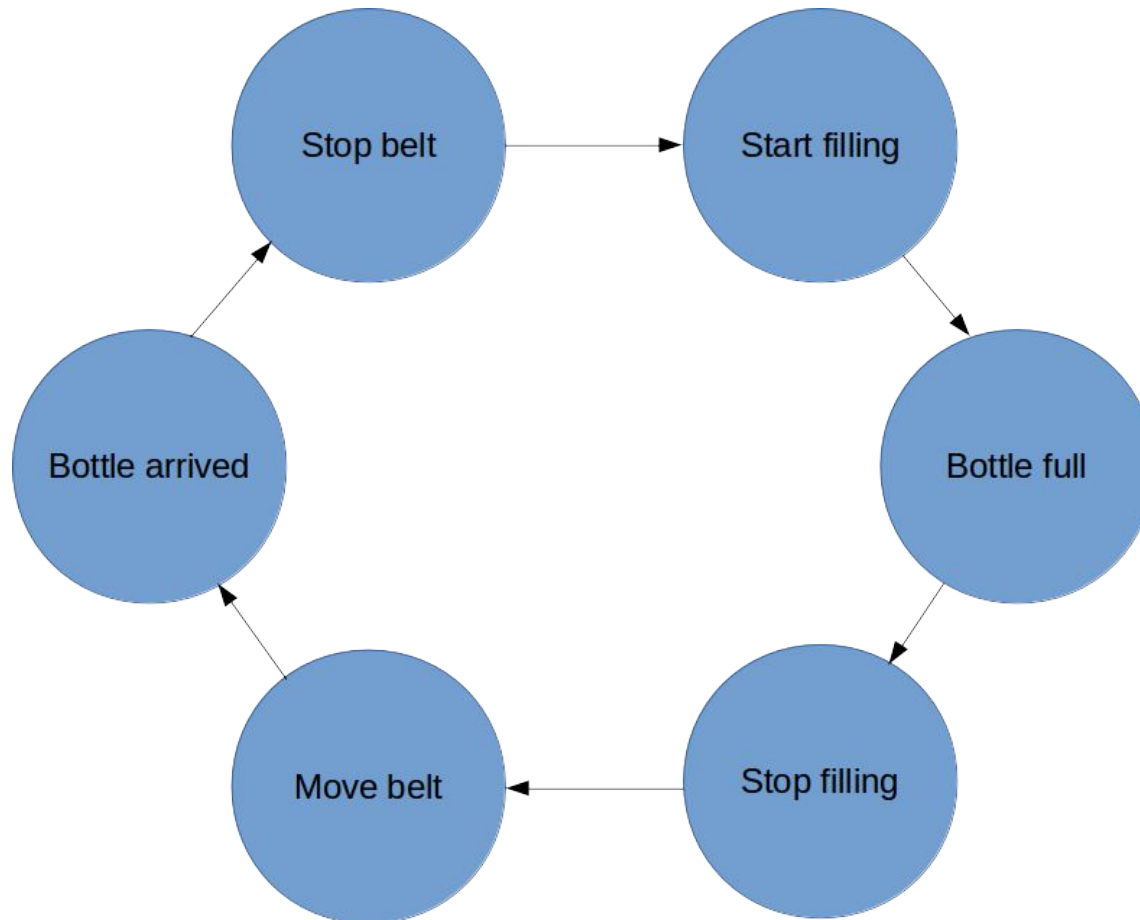 Stop belt
Start filling
Bottle arrived
Bottle full
Move belt
Stop filling